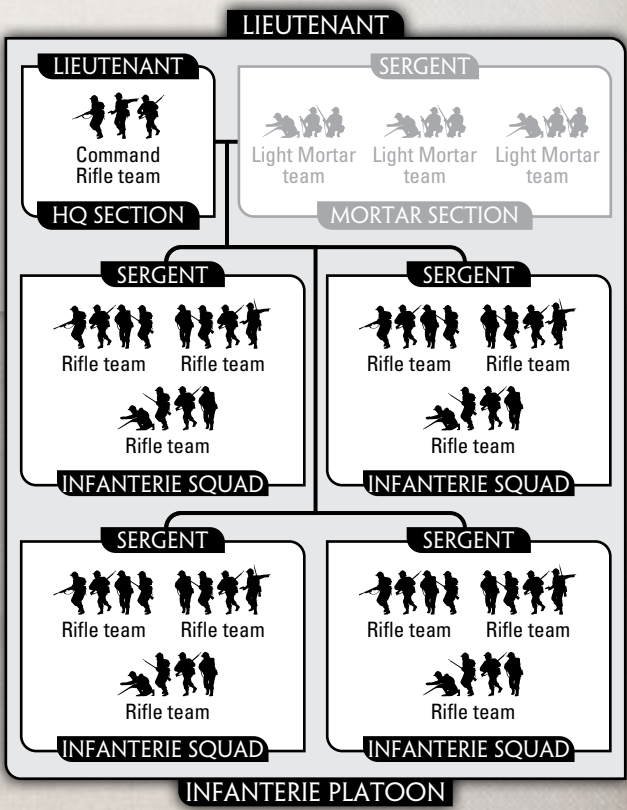 LIEUTENANT
LIEUTENANT
Command
Rifle team
HQ SECTION
SERGENT
Light Mortar
team
Light Mortar
team
Light Mortar
team
MORTAR SECTION
SERGENT
Rifle team
Rifle team
Rifle team
INFANTERIE SQUAD
SERGENT
Rifle team
Rifle team
Rifle team
INFANTERIE SQUAD
SERGENT
Rifle team
Rifle team
Rifle team
INFANTERIE SQUAD
SERGENT
Rifle team
Rifle team
Rifle team
INFANTERIE SQUAD
INFANTERIE PLATOON